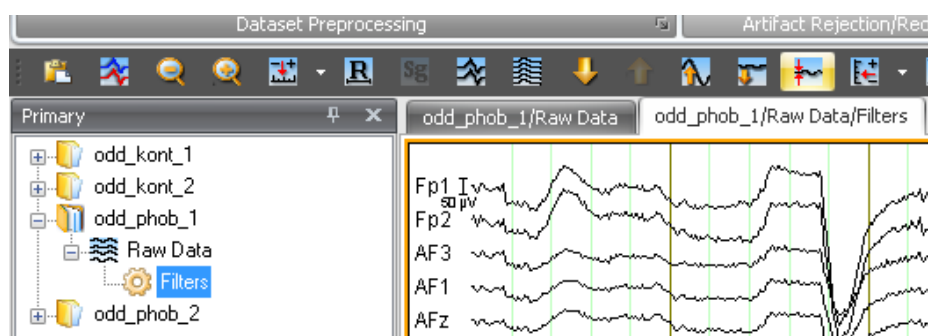 Dataset Preprocessing
Artifact Rejection/Red
R
Sg
Primary
odd_kont_1
odd_kont_2
odd_phob_1
Raw Data
Filters
odd_phob_2
odd_phob_1/Raw Data
odd_phob_1/Raw Data/Filters
Fp1
50 µV
Fp2
AF3
AF1
AFz